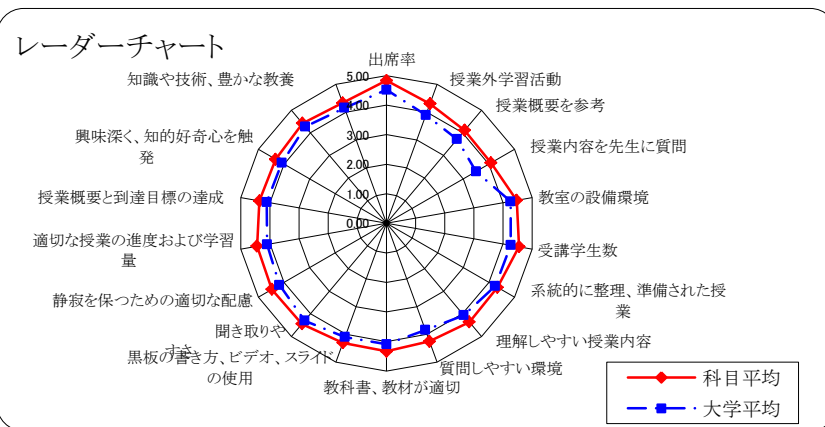 レーダーチャート
出席率
授業外学習活動
授業概要を参考
授業内容を先生に質問
教室の設備環境
受講学生数
系統的に整理、準備された授
業
理解しやすい授業内容
質問しやすい環境
教科書、教材が適切
黒板の書き方、ビデオ、スライド
の使用
聞き取りや
すさ
静寂を保つための適切な配慮
適切な授業の進度および学習
量
授業概要と到達目標の達成
興味深く、知的好奇心を触
発
知識や技術、豊かな教養
5.00
4.00
3.00
2.00
1.00
0.00
科目平均
大学平均